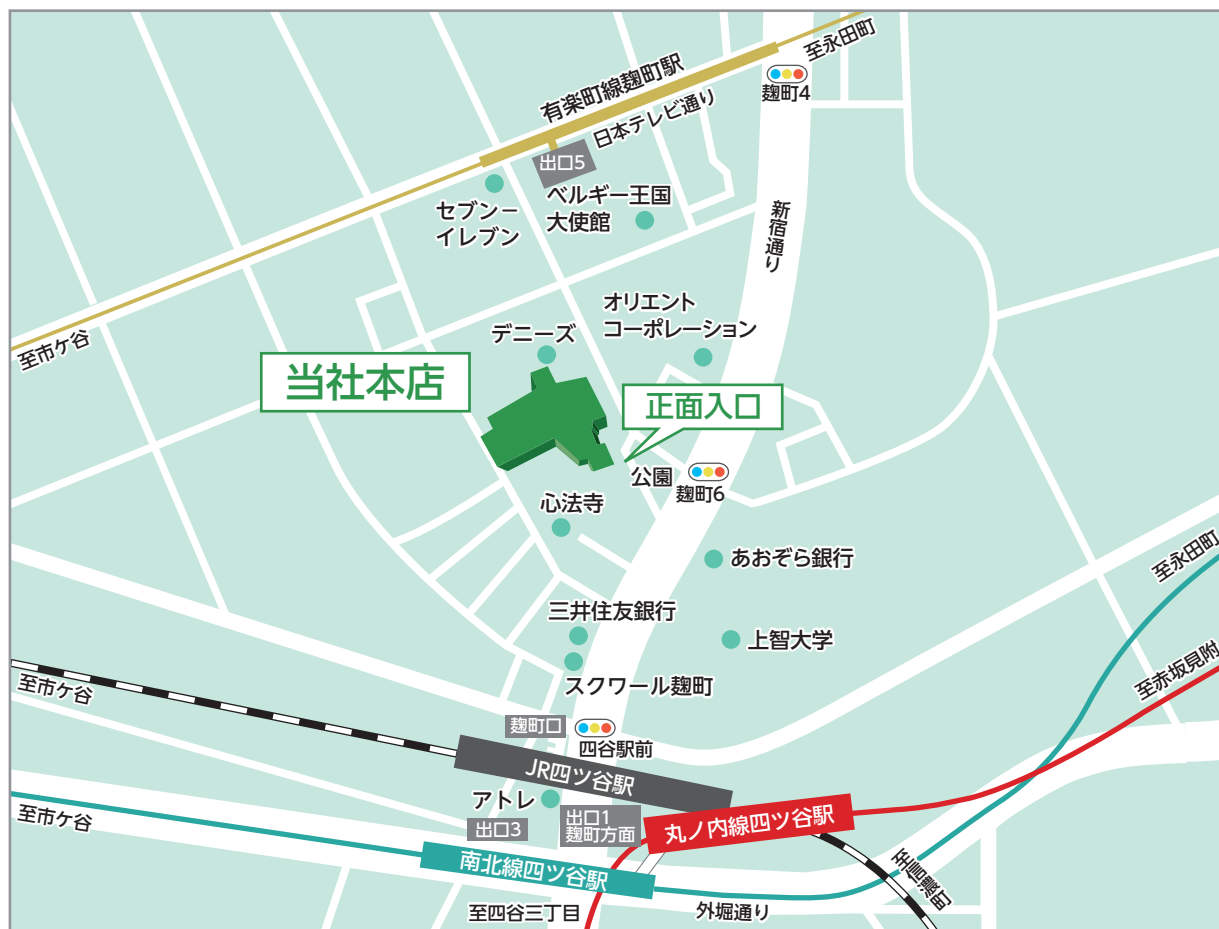 至永田町
有楽町線麹町駅
日本テレビ通り
麹町4
出口5
セブン－
イレブン
ベルギー王国
大使館
新宿通り
オリエント
コーポレーション
至市ケ谷
デニーズ
当社本店
正面入口
公園
麹町6
心法寺
あおぞら銀行
至永田町
三井住友銀行
上智大学
至赤坂見附
至市ケ谷
スクワール麹町
麹町口
四谷駅前
JR四ツ谷駅
アトレ
至市ケ谷
出口3
出口1
麹町方面
丸ノ内線四ツ谷駅
南北線四ツ谷駅
至信濃町
至四谷三丁目
外堀通り